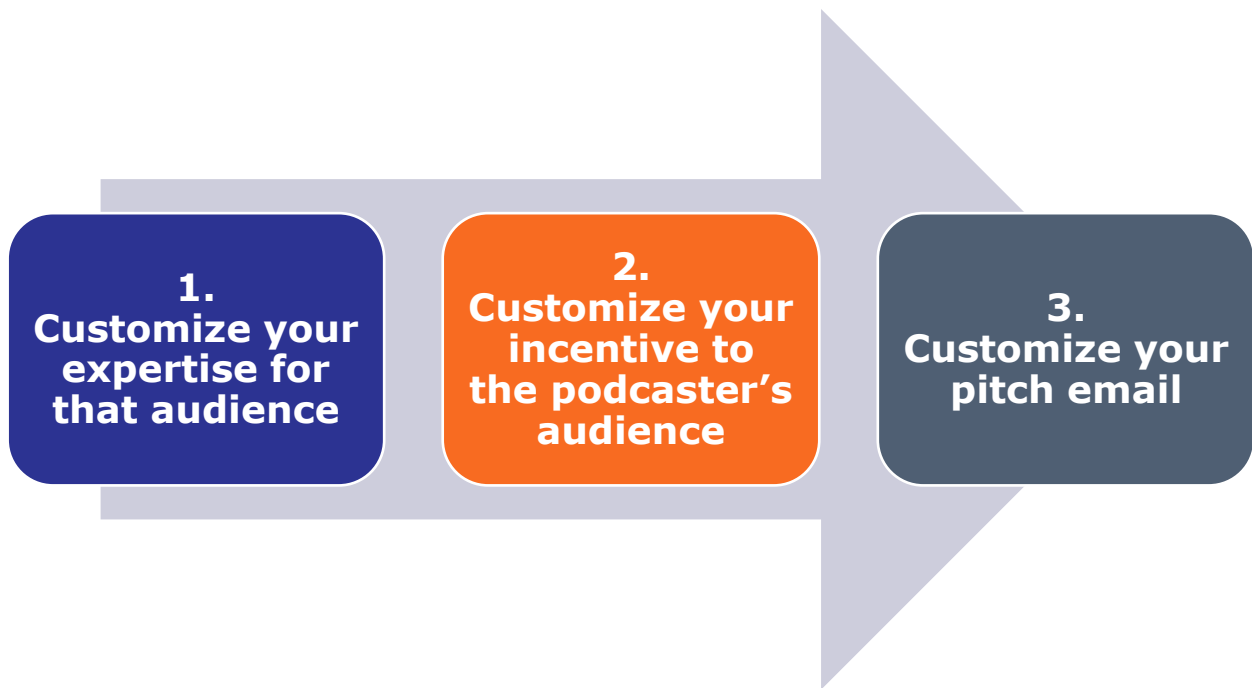 1.
Customize your
expertise for
that audience
2.
Customize your
incentive to
the podcaster’s
audience
3.
Customize your
pitch email